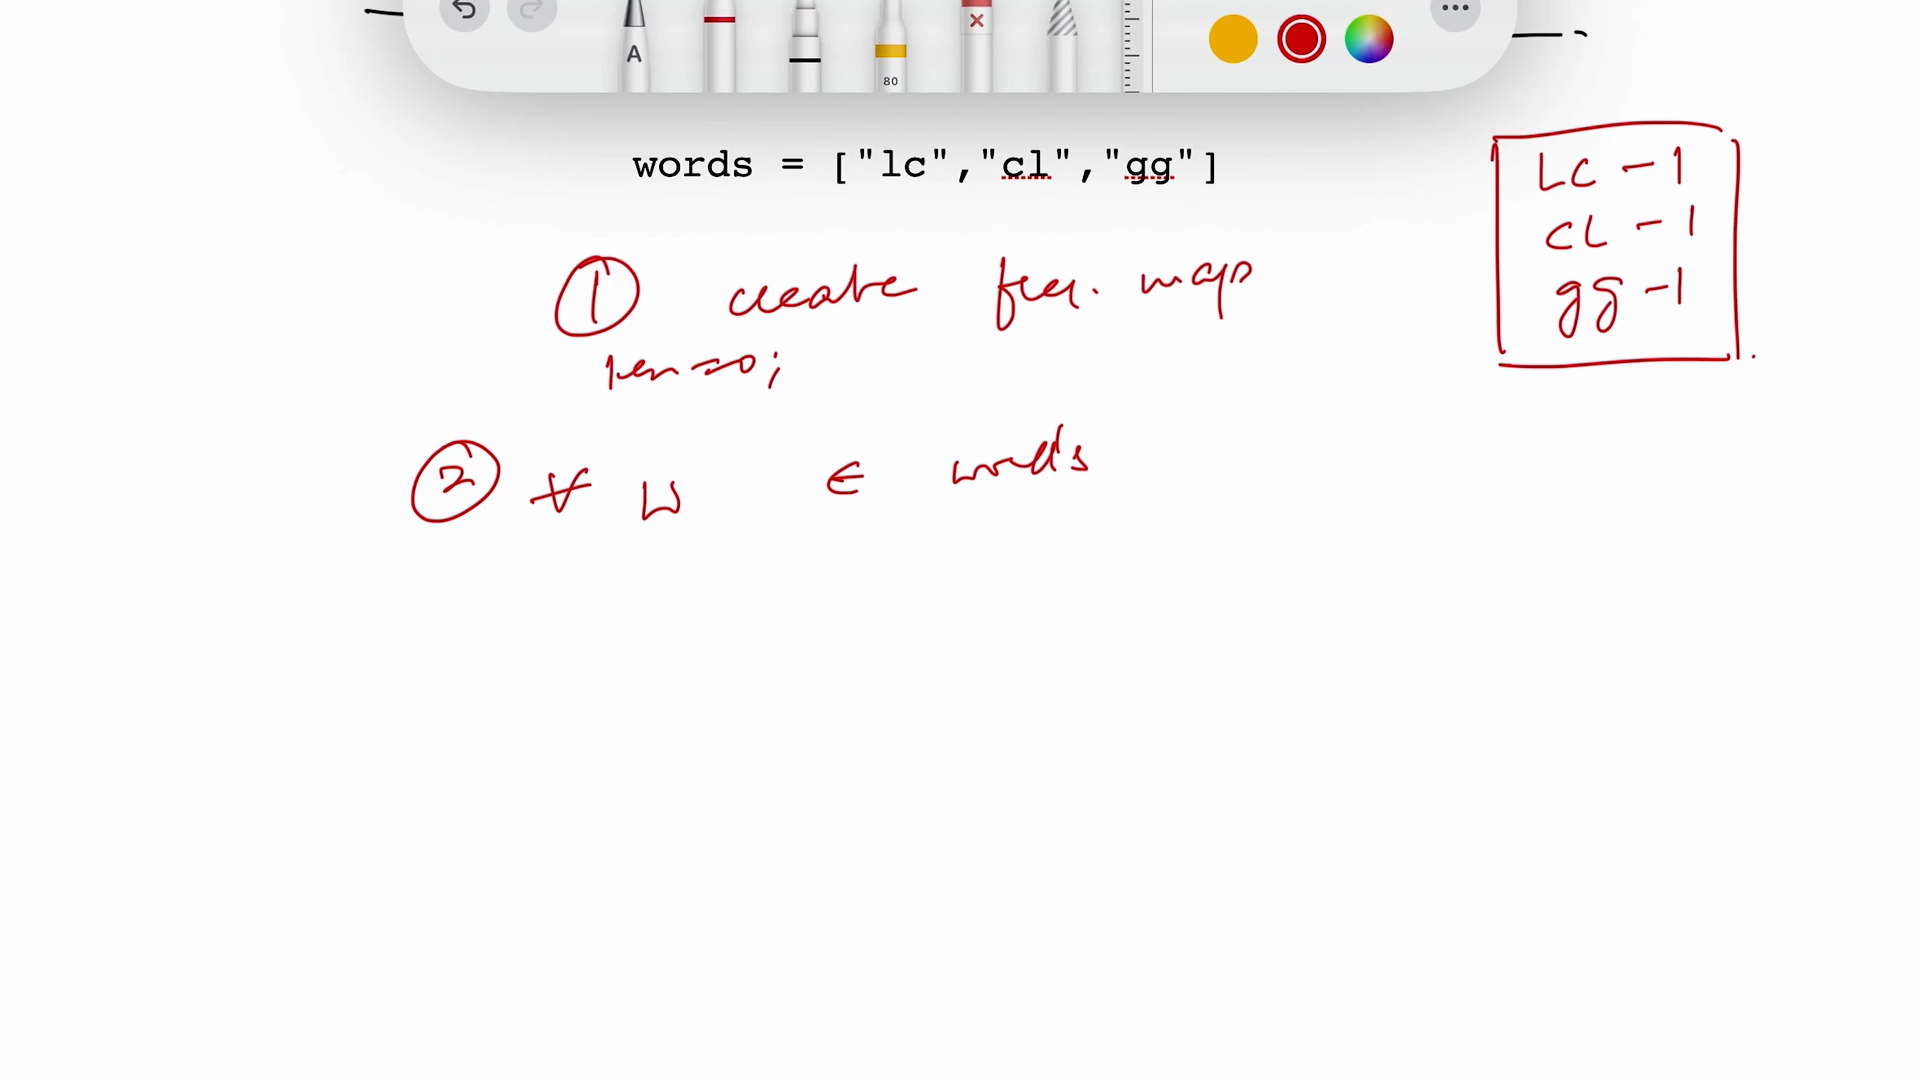 A
80
words = ["lc","cl","gg"]
LC - 1
CL - 1
gg - 1
① create freq. map
len = 0;
② ∀ W ∈ words